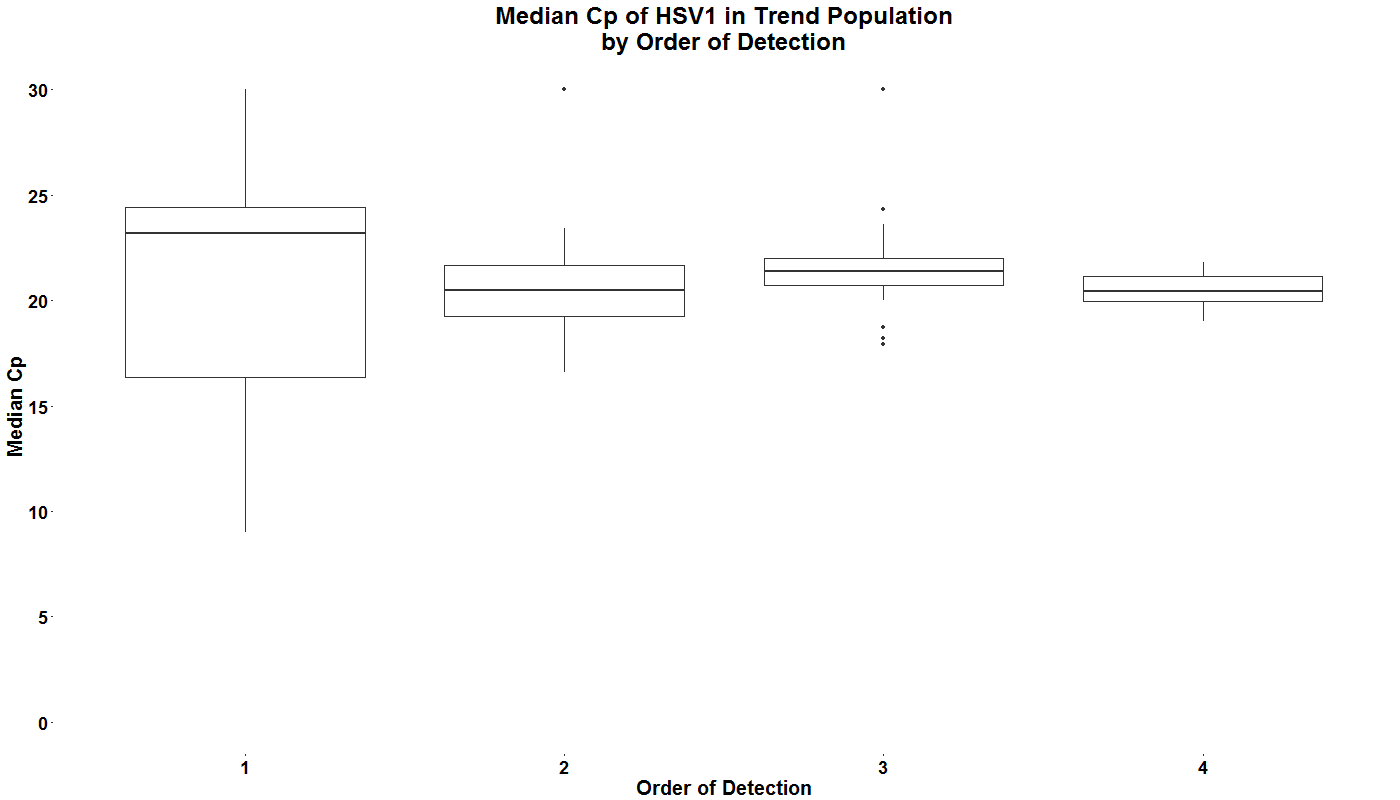 Median Cp of HSV1 in Trend Population
by Order of Detection
30
25
20
15
10
5
0
Median Cp
1 2 3 4
Order of Detection